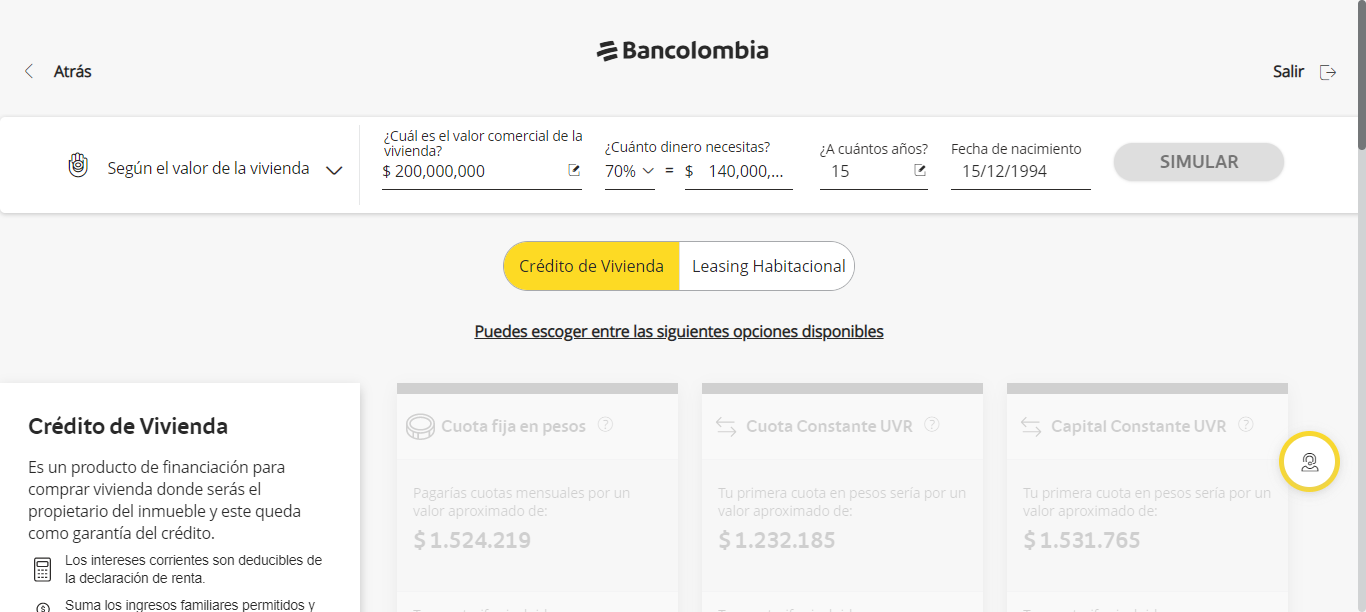 Bancolombia
Atrás
Salir
Según el valor de la vivienda
¿Cuál es el valor comercial de la
vivienda?
$ 200,000,000
¿Cuánto dinero necesitas?
70% = $ 140,000,...
¿A cuántos años?
15
Fecha de nacimiento
15/12/1994
SIMULAR
Crédito de Vivienda
Leasing Habitacional
Puedes escoger entre las siguientes opciones disponibles
Crédito de Vivienda
Es un producto de financiación para
comprar vivienda donde serás el
propietario del inmueble y este queda
como garantía del crédito.
Los intereses corrientes son deducibles de
la declaración de renta.
Suma los ingresos familiares permitidos y
Cuota fija en pesos ?
Pagarías cuotas mensuales por un
valor aproximado de:
$ 1.524.219
Cuota Constante UVR ?
Tu primera cuota en pesos sería por un
valor aproximado de:
$ 1.232.185
Capital Constante UVR ?
Tu primera cuota en pesos sería por un
valor aproximado de:
$ 1.531.765